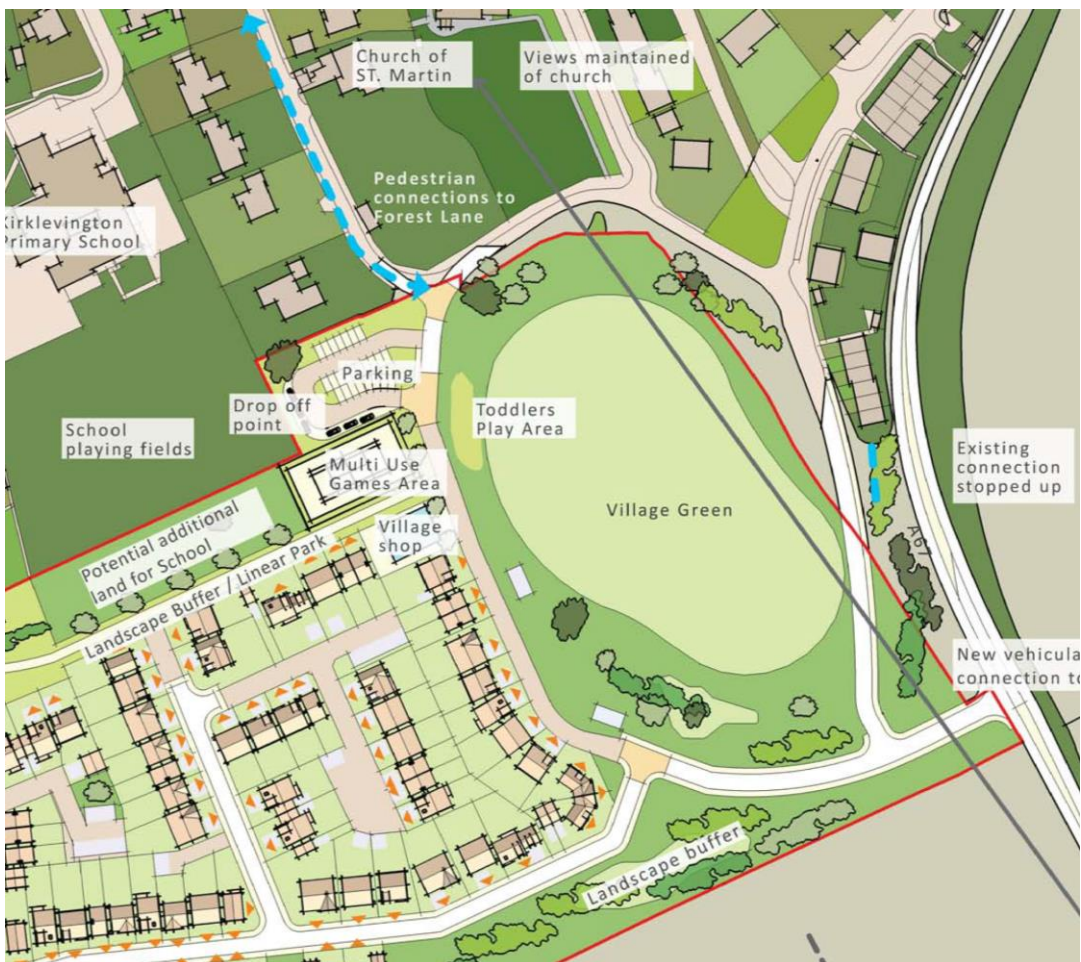 Church of
ST. Martin
Views maintained
of church
Pedestrian
connections to
Forest Lane
Kirklevington
Primary School
Parking
Drop off
point
Toddlers
Play Area
School
playing fields
Multi Use
Games Area
Existing
connection
stopped up
Village Green
Potential additional
land for School
Village
shop
A67
Landscape Buffer / Linear Park
New vehicula
connection to
Landscape buffer